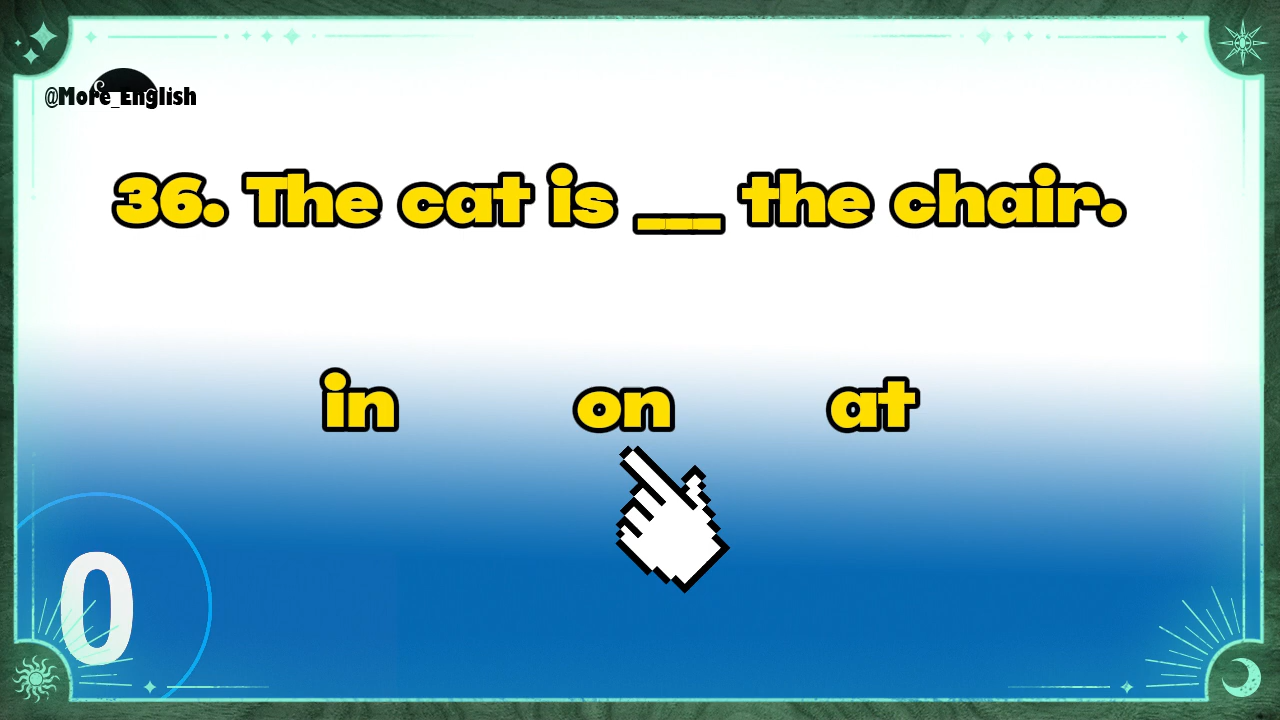 @More_English
36. The cat is ___ the chair.
in on at
0